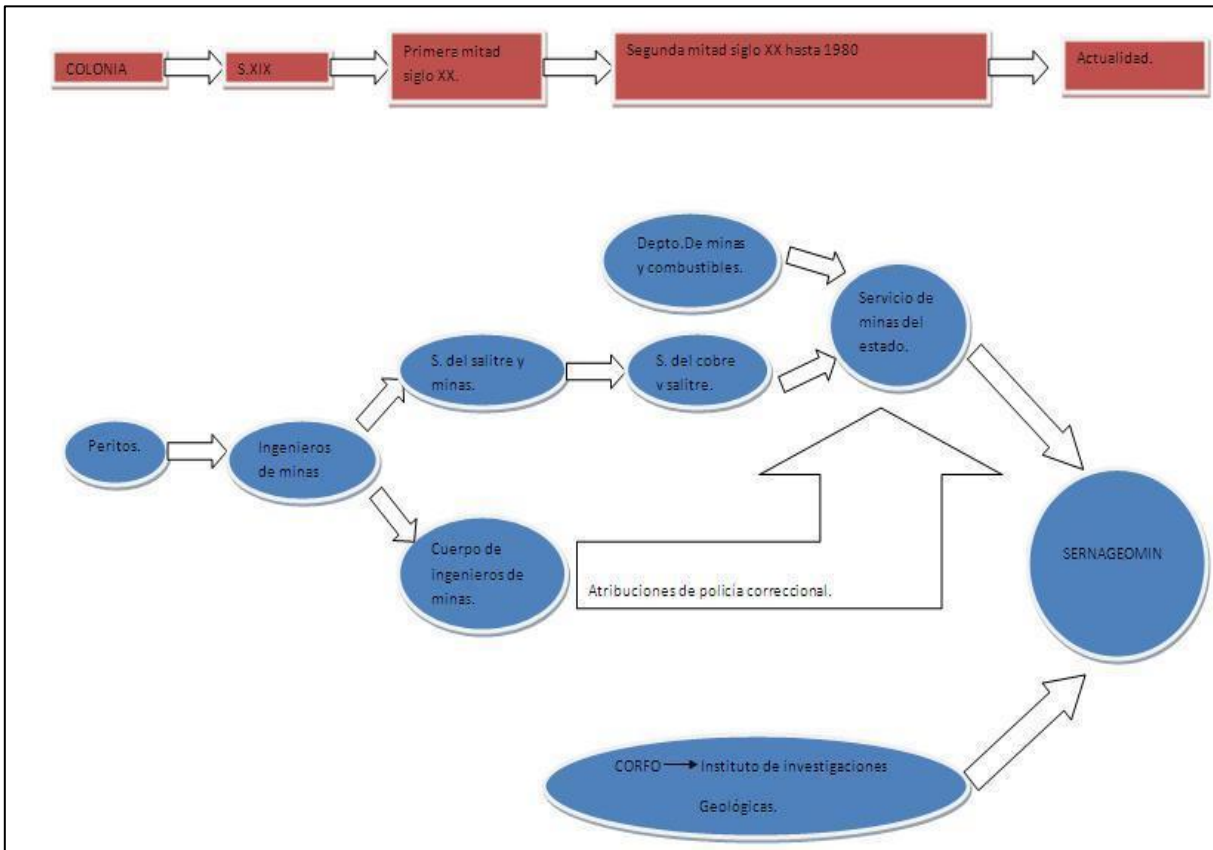 COLONIA
S.XIX
Primera mitad
siglo XX.
Segunda mitad siglo XX hasta 1980
Actualidad.
Depto.De minas
y combustibles.
Servicio de
minas del
estado.
S. del salitre y
minas.
S. del cobre
y salitre.
Peritos.
Ingenieros
de minas
Cuerpo de
ingenieros de
minas.
Atribuciones de policía correccional.
SERNAGEOMIN
CORFO → Instituto de investigaciones
Geológicas.